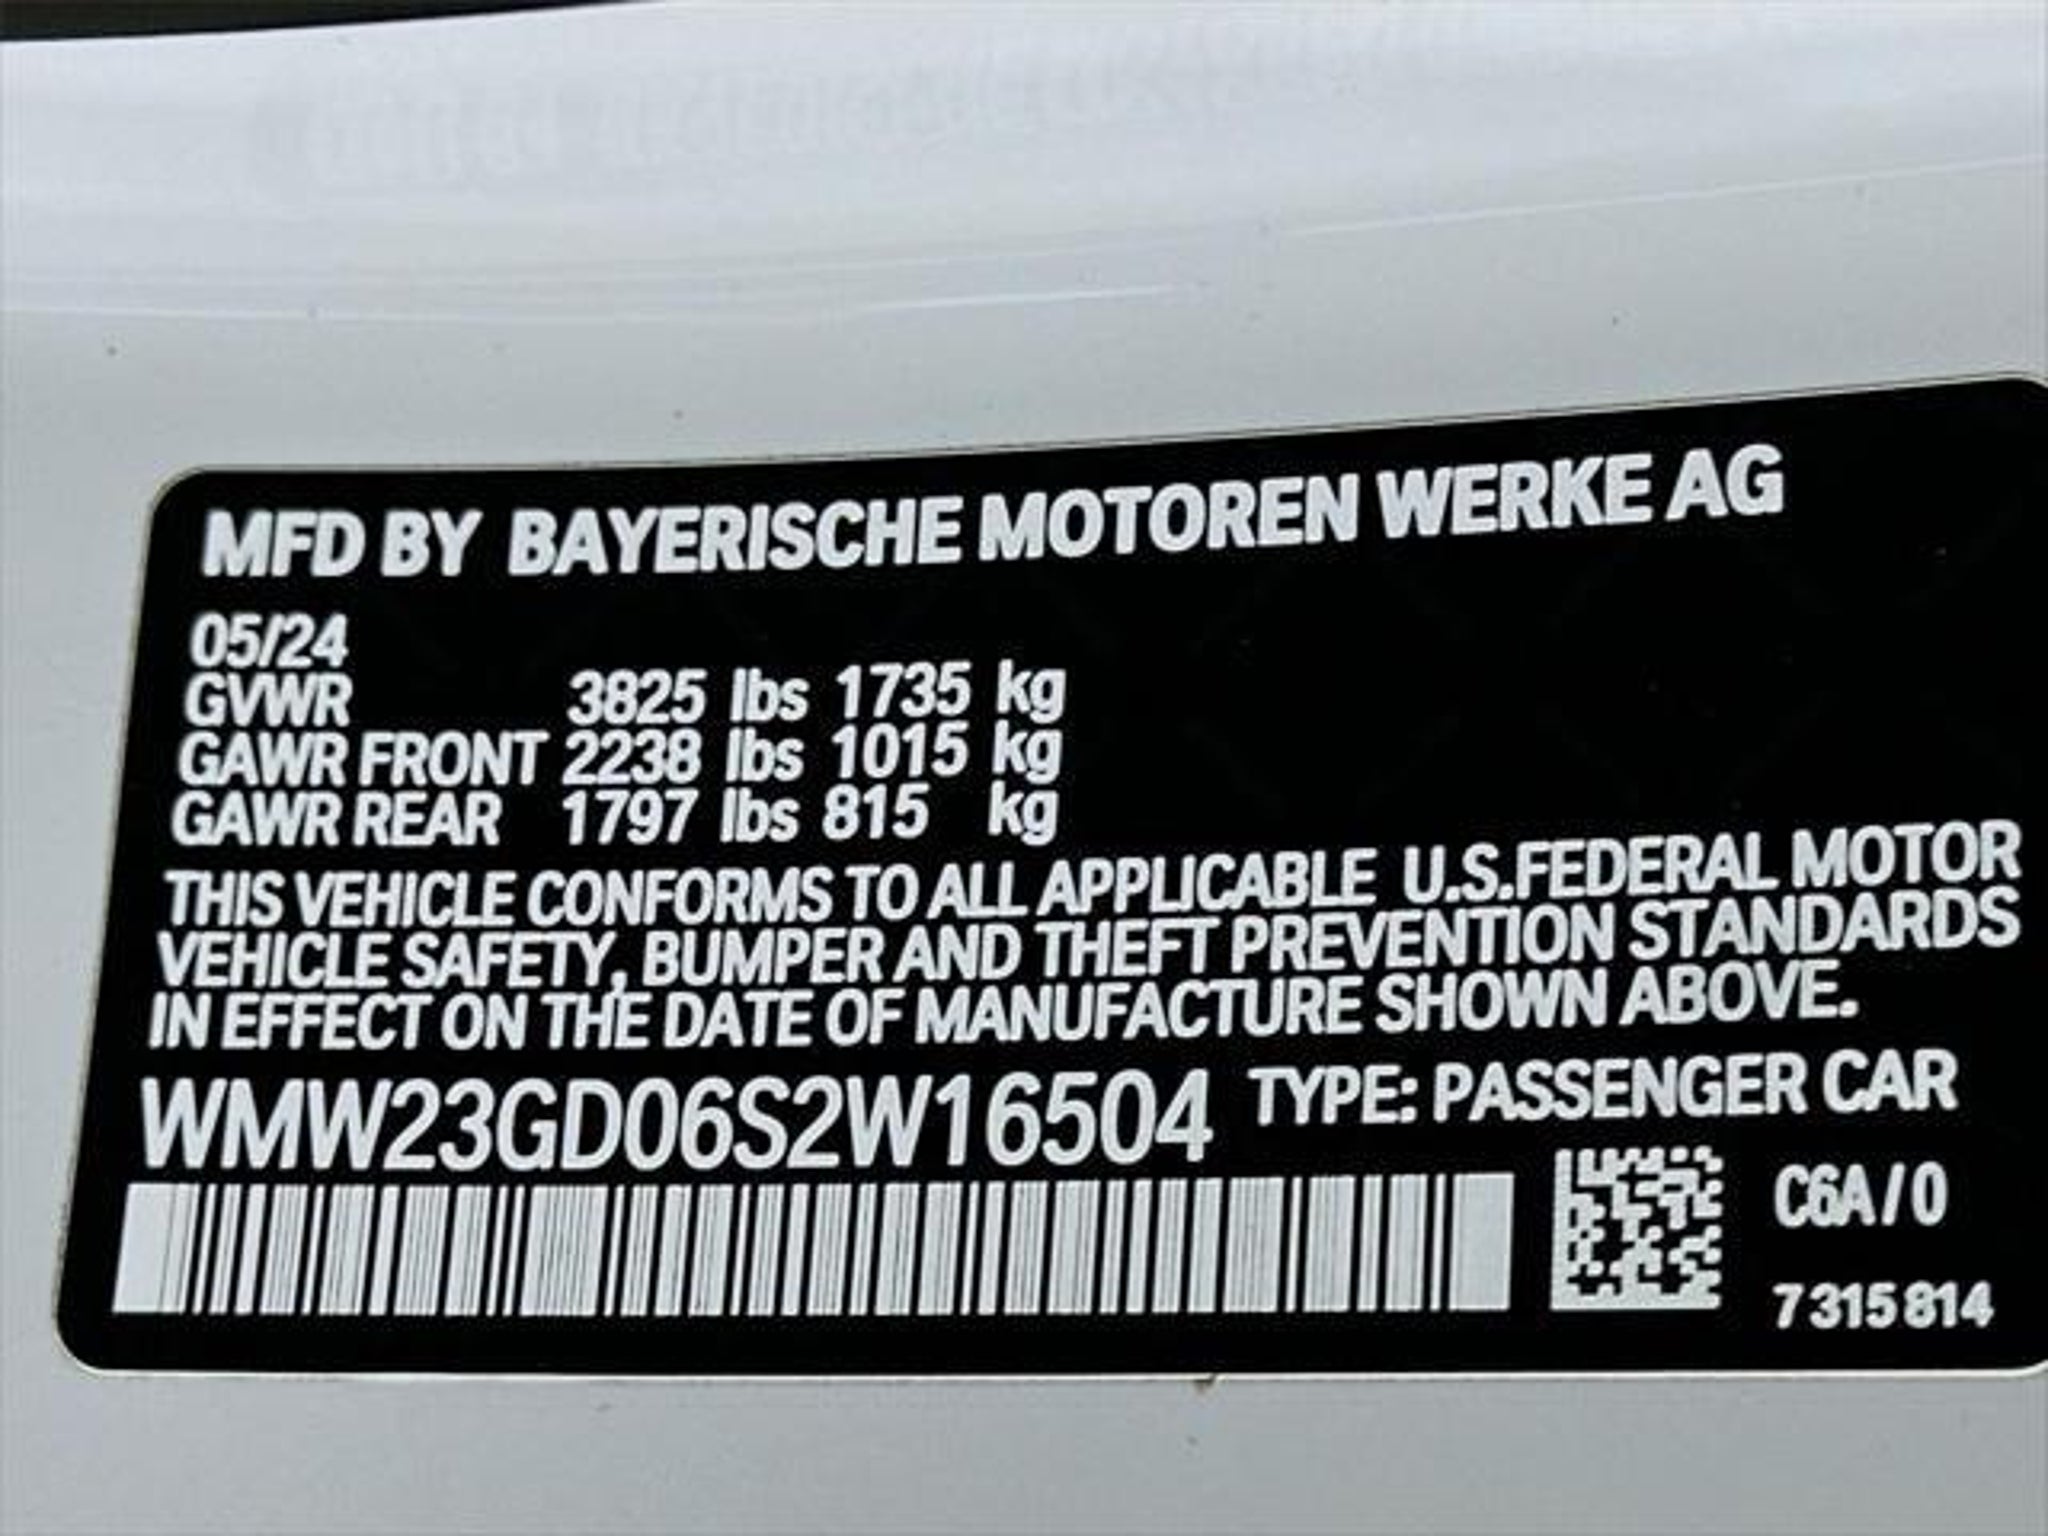 MFD BY BAYERISCHE MOTOREN WERKE AG
05/24
GVWR 3825 lbs 1735 kg
GAWR FRONT 2238 lbs 1015 kg
GAWR REAR 1797 lbs 815 kg
THIS VEHICLE CONFORMS TO ALL APPLICABLE U.S.FEDERAL MOTOR
VEHICLE SAFETY, BUMPER AND THEFT PREVENTION STANDARDS
IN EFFECT ON THE DATE OF MANUFACTURE SHOWN ABOVE.
WMW23GD06S2W16504 TYPE: PASSENGER CAR
C6A/0
7315814